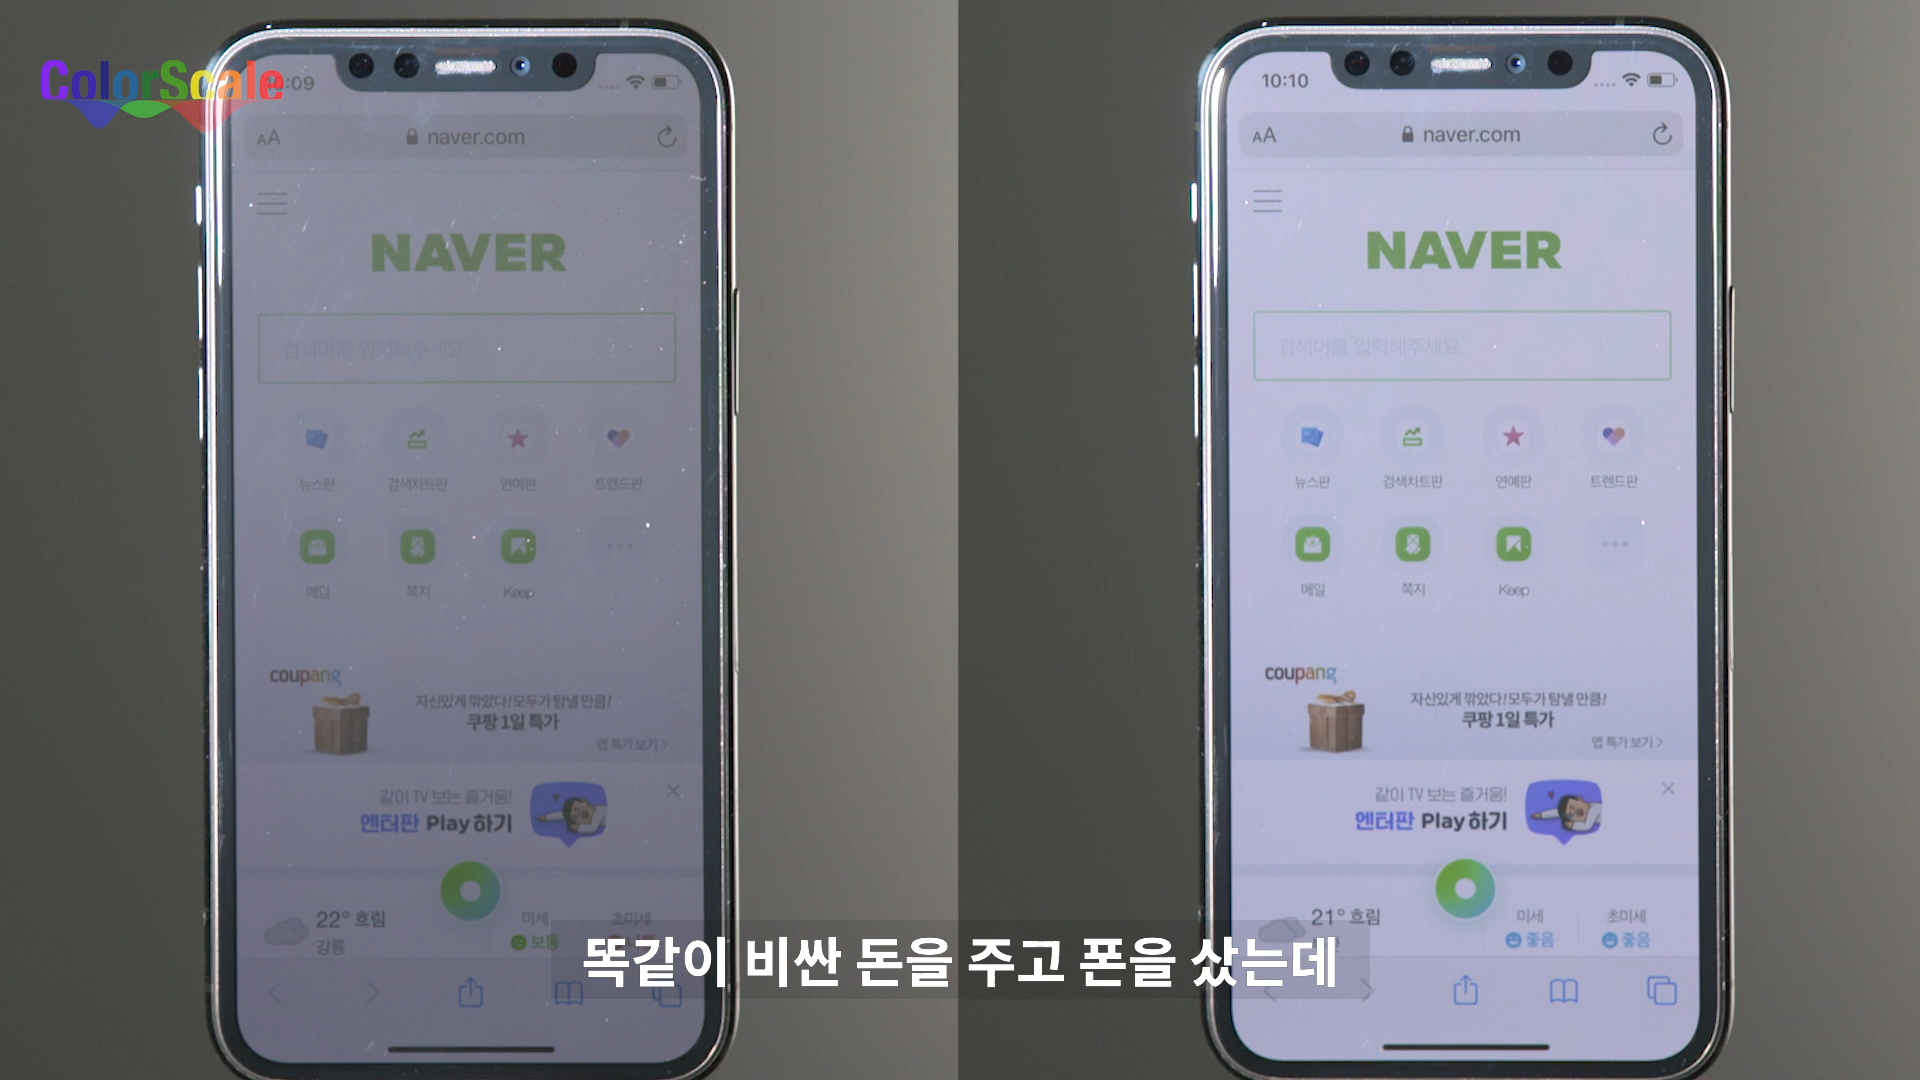 ColorScale
:09
AA
naver.com
NAVER
검색어를 입력해주세요.
뉴스판
검색차트판
연예판
트렌드판
메일
쪽지
Keep
coupang
자신있게 깎았다! 모두가 탐낼 만큼!
쿠팡 1일 특가
앱 특가 보기 >
같이 TV 보는 즐거움!
엔터판 Play하기
22° 흐림
강릉
미세
보통
초미세
10:10
AA
naver.com
NAVER
검색어를 입력해주세요.
뉴스판
검색차트판
연예판
트렌드판
메일
쪽지
Keep
coupang
자신있게 깎았다! 모두가 탐낼 만큼!
쿠팡 1일 특가
앱 특가 보기 >
같이 TV 보는 즐거움!
엔터판 Play하기
21° 흐림
미세
좋음
초미세
좋음
똑같이 비싼 돈을 주고 폰을 샀는데